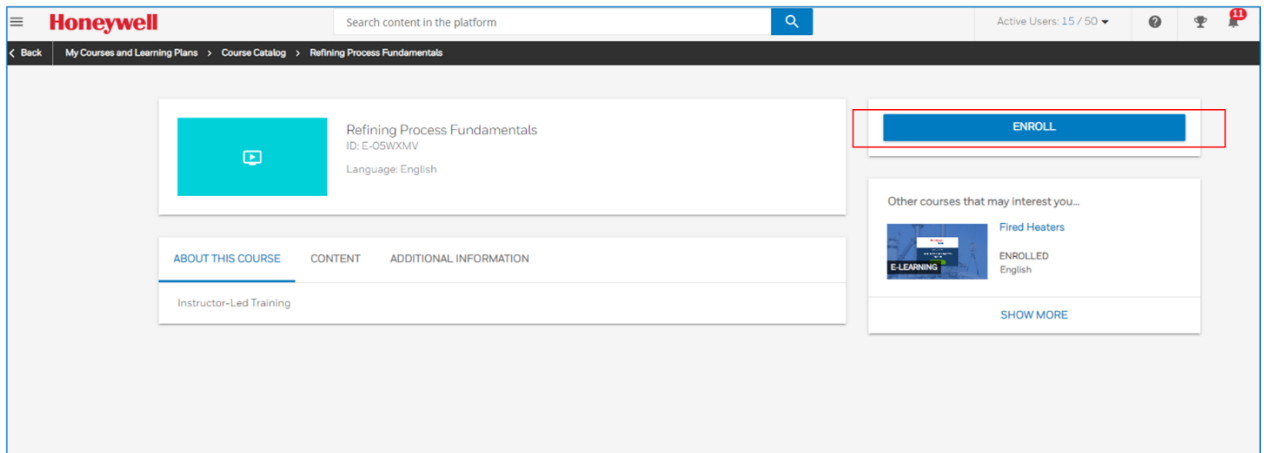 Honeywell
Search content in the platform
Active Users: 15 / 50
11
Back
My Courses and Learning Plans > Course Catalog > Refining Process Fundamentals
Refining Process Fundamentals
ID: E-05WXMV
Language: English
ENROLL
Other courses that may interest you...
Fired Heaters
ENROLLED
English
E-LEARNING
SHOW MORE
ABOUT THIS COURSE CONTENT ADDITIONAL INFORMATION
Instructor-Led Training